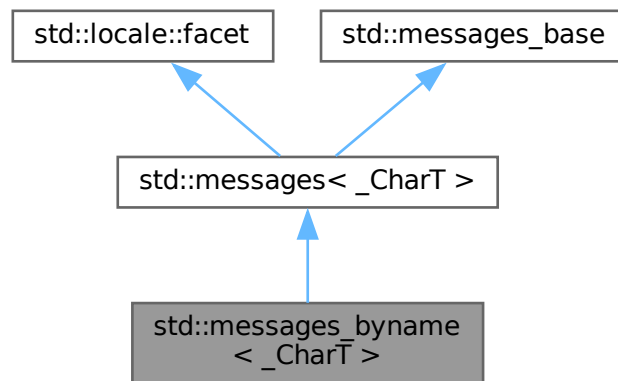 std::locale::facet
std::messages_base
std::messages< _CharT >
std::messages_byname
< _CharT >